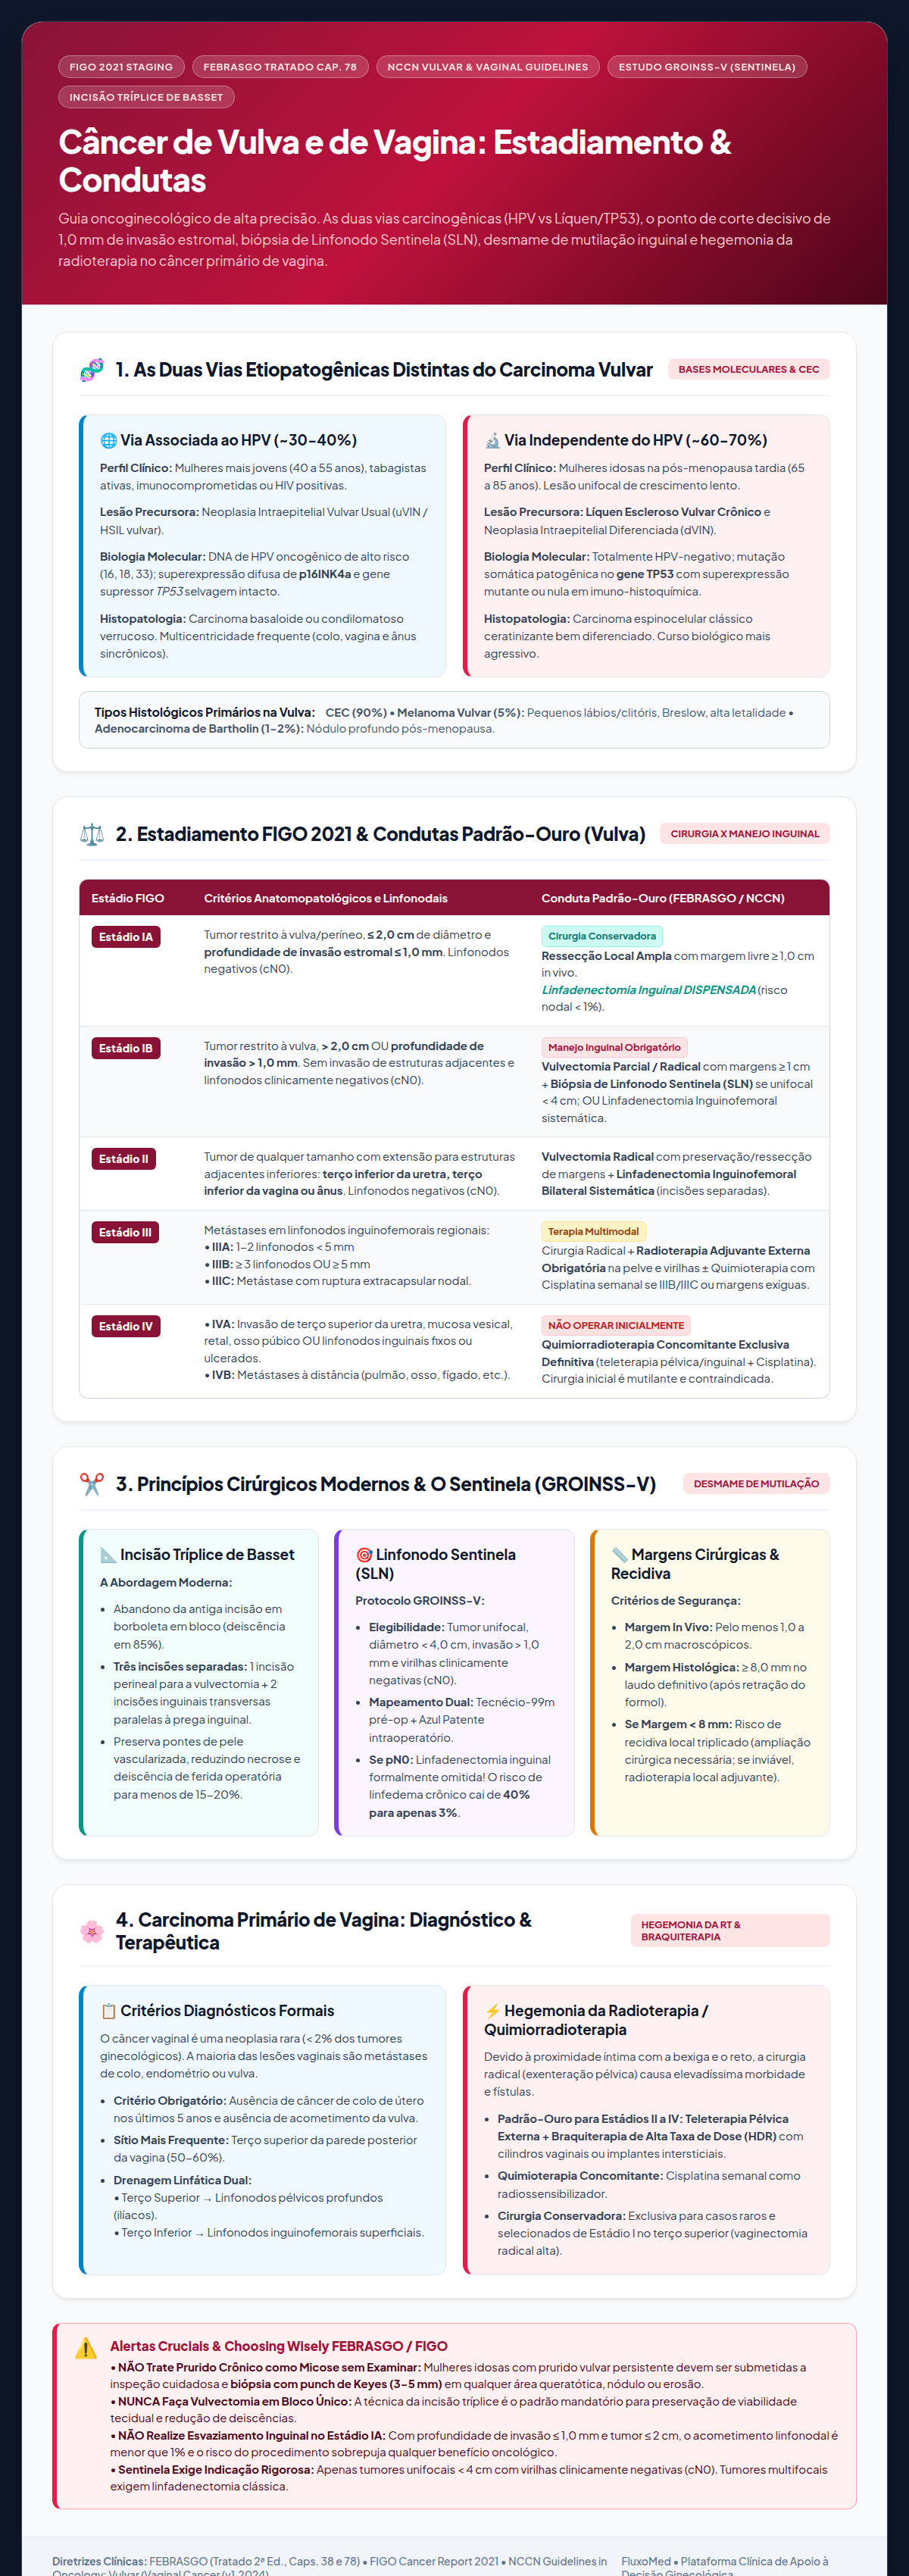 FIGO 2021 STAGING
FEBRASGO TRATADO CAP. 78
NCCN VULVAR & VAGINAL GUIDELINES
ESTUDO GROINSS-V (SENTINELA)
INCISÃO TRÍPLICE DE BASSET
Câncer de Vulva e de Vagina: Estadiamento &
Condutas
Guia oncoginecológico de alta precisão. As duas vias carcinogênicas (HPV vs Líquen/TP53), o ponto de corte decisivo de
1,0 mm de invasão estromal, biópsia de Linfonodo Sentinela (SLN), desmame de mutilação inguinal e hegemonia da
radioterapia no câncer primário de vagina.
1. As Duas Vias Etiopatogênicas Distintas do Carcinoma Vulvar
BASES MOLECULARES & CEC
Via Associada ao HPV (~30-40%)
Perfil Clínico: Mulheres mais jovens (40 a 55 anos), tabagistas
ativas, imunocomprometidas ou HIV positivas.
Lesão Precursora: Neoplasia Intraepitelial Vulvar Usual (uVIN /
HSIL vulvar).
Biologia Molecular: DNA de HPV oncogênico de alto risco
(16, 18, 33); superexpressão difusa de p16INK4a e gene
supressor TP53 selvagem intacto.
Histopatologia: Carcinoma basaloide ou condilomatoso
verrucoso. Multicentricidade frequente (colo, vagina e ânus
sincrônicos).
Via Independente do HPV (~60-70%)
Perfil Clínico: Mulheres idosas na pós-menopausa tardia (65
a 85 anos). Lesão unifocal de crescimento lento.
Lesão Precursora: Líquen Escleroso Vulvar Crônico e
Neoplasia Intraepitelial Diferenciada (dVIN).
Biologia Molecular: Totalmente HPV-negativo; mutação
somática patogênica no gene TP53 com superexpressão
mutante ou nula em imuno-histoquímica.
Histopatologia: Carcinoma espinocelular clássico
ceratinizante bem diferenciado. Curso biológico mais
agressivo.
Tipos Histológicos Primários na Vulva: CEC (90%) • Melanoma Vulvar (5%): Pequenos lábios/clitóris, Breslow, alta letalidade •
Adenocarcinoma de Bartholin (1-2%): Nódulo profundo pós-menopausa.
2. Estadiamento FIGO 2021 & Condutas Padrão-Ouro (Vulva)
CIRURGIA X MANEJO INGUINAL
Estádio FIGO
Critérios Anatomopatológicos e Linfonodais
Conduta Padrão-Ouro (FEBRASGO / NCCN)
Estádio IA
Tumor restrito à vulva/períneo, ≤ 2,0 cm de diâmetro e
profundidade de invasão estromal ≤ 1,0 mm. Linfonodos
negativos (cN0).
Cirurgia Conservadora
Ressecção Local Ampla com margem livre ≥ 1,0 cm
in vivo.
Linfadenectomia Inguinal DISPENSADA (risco
nodal < 1%).
Estádio IB
Tumor restrito à vulva, > 2,0 cm OU profundidade de
invasão > 1,0 mm. Sem invasão de estruturas adjacentes e
linfonodos clinicamente negativos (cN0).
Manejo Inguinal Obrigatório
Vulvectomia Parcial / Radical com margens ≥ 1 cm
+ Biópsia de Linfonodo Sentinela (SLN) se unifocal
< 4 cm; OU Linfadenectomia Inguinofemoral
sistemática.
Estádio II
Tumor de qualquer tamanho com extensão para estruturas
adjacentes inferiores: terço inferior da uretra, terço
inferior da vagina ou ânus. Linfonodos negativos (cN0).
Vulvectomia Radical com preservação/ressecção
de margens + Linfadenectomia Inguinofemoral
Bilateral Sistemática (incisões separadas).
Estádio III
Metástases em linfonodos inguinofemorais regionais:
• IIIA: 1-2 linfonodos < 5 mm
• IIIB: ≥ 3 linfonodos OU ≥ 5 mm
• IIIC: Metástase com ruptura extracapsular nodal.
Terapia Multimodal
Cirurgia Radical + Radioterapia Adjuvante Externa
Obrigatória na pelve e virilhas ± Quimioterapia com
Cisplatina semanal se IIIB/IIIC ou margens exíguas.
Estádio IV
• IVA: Invasão de terço superior da uretra, mucosa vesical,
retal, osso púbico OU linfonodos inguinais fixos ou
ulcerados.
• IVB: Metástases à distância (pulmão, osso, fígado, etc.).
NÃO OPERAR INICIALMENTE
Quimiorradioterapia Concomitante Exclusiva
Definitiva (teleterapia pélvica/inguinal + Cisplatina).
Cirurgia inicial é mutilante e contraindicada.
3. Princípios Cirúrgicos Modernos & O Sentinela (GROINSS-V)
DESMAME DE MUTILAÇÃO
Incisão Tríplice de Basset
A Abordagem Moderna:
• Abandono da antiga incisão em
borboleta em bloco (deiscência
em 85%).
• Três incisões separadas: 1 incisão
perineal para a vulvectomia + 2
incisões inguinais transversas
paralelas à prega inguinal.
• Preserva pontes de pele
vascularizada, reduzindo necrose e
deiscência de ferida operatória
para menos de 15-20%.
Linfonodo Sentinela
(SLN)
Protocolo GROINSS-V:
• Elegibilidade: Tumor unifocal,
diâmetro < 4,0 cm, invasão > 1,0
mm e virilhas clinicamente
negativas (cN0).
• Mapeamento Dual: Tecnécio-99m
pré-op + Azul Patente
intraoperatório.
• Se pN0: Linfadenectomia inguinal
formalmente omitida! O risco de
linfedema crônico cai de 40%
para apenas 3%.
Margens Cirúrgicas &
Recidiva
Critérios de Segurança:
• Margem In Vivo: Pelo menos 1,0 a
2,0 cm macroscópicos.
• Margem Histológica: ≥ 8,0 mm no
laudo definitivo (após retração do
formol).
• Se Margem < 8 mm: Risco de
recidiva local triplicado (ampliação
cirúrgica necessária; se inviável,
radioterapia local adjuvante).
4. Carcinoma Primário de Vagina: Diagnóstico &
Terapêutica
HEGEMONIA DA RT &
BRAQUITERAPIA
Critérios Diagnósticos Formais
O câncer vaginal é uma neoplasia rara (< 2% dos tumores
ginecológicos). A maioria das lesões vaginais são metástases
de colo, endométrio ou vulva.
• Critério Obrigatório: Ausência de câncer de colo de útero
nos últimos 5 anos e ausência de acometimento da vulva.
• Sítio Mais Frequente: Terço superior da parede posterior
da vagina (50-60%).
• Drenagem Linfática Dual:
• Terço Superior → Linfonodos pélvicos profundos
(ilíacos).
• Terço Inferior → Linfonodos inguinofemorais superficiais.
Hegemonia da Radioterapia /
Quimiorradioterapia
Devido à proximidade íntima com a bexiga e o reto, a cirurgia
radical (exenteração pélvica) causa elevadíssima morbidade
e fístulas.
• Padrão-Ouro para Estádios II a IV: Teleterapia Pélvica
Externa + Braquiterapia de Alta Taxa de Dose (HDR) com
cilindros vaginais ou implantes intersticiais.
• Quimioterapia Concomitante: Cisplatina semanal como
radiossensibilizador.
• Cirurgia Conservadora: Exclusiva para casos raros e
selecionados de Estádio I no terço superior (vaginectomia
radical alta).
Alertas Cruciais & Choosing Wisely FEBRASGO / FIGO
• NÃO Trate Prurido Crônico como Micose sem Examinar: Mulheres idosas com prurido vulvar persistente devem ser submetidas a
inspeção cuidadosa e biópsia com punch de Keyes (3-5 mm) em qualquer área queratótica, nódulo ou erosão.
• NUNCA Faça Vulvectomia em Bloco Único: A técnica da incisão tríplice é o padrão mandatório para preservação de viabilidade
tecidual e redução de deiscências.
• NÃO Realize Esvaziamento Inguinal no Estádio IA: Com profundidade de invasão ≤ 1,0 mm e tumor ≤ 2 cm, o acometimento linfonodal é
menor que 1% e o risco do procedimento sobrepuja qualquer benefício oncológico.
• Sentinela Exige Indicação Rigorosa: Apenas tumores unifocais < 4 cm com virilhas clinicamente negativas (cN0). Tumores multifocais
exigem linfadenectomia clássica.
Diretrizes Clínicas: FEBRASGO (Tratado 2ª Ed., Caps. 38 e 78) • FIGO Cancer Report 2021 • NCCN Guidelines in
Oncology: Vulvar/Vaginal Cancer (v1.2024)
FluxoMed • Plataforma Clínica de Apoio à
Decisão Ginecológica